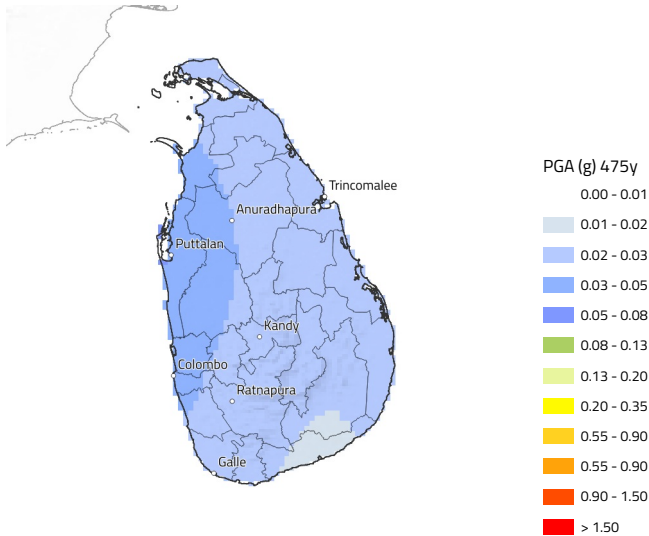 Trincomalee
Anuradhapura
Puttalan
Kandy
Colombo
Ratnapura
Galle
PGA (g) 475y
0.00 - 0.01
0.01 - 0.02
0.02 - 0.03
0.03 - 0.05
0.05 - 0.08
0.08 - 0.13
0.13 - 0.20
0.20 - 0.35
0.55 - 0.90
0.55 - 0.90
0.90 - 1.50
> 1.50